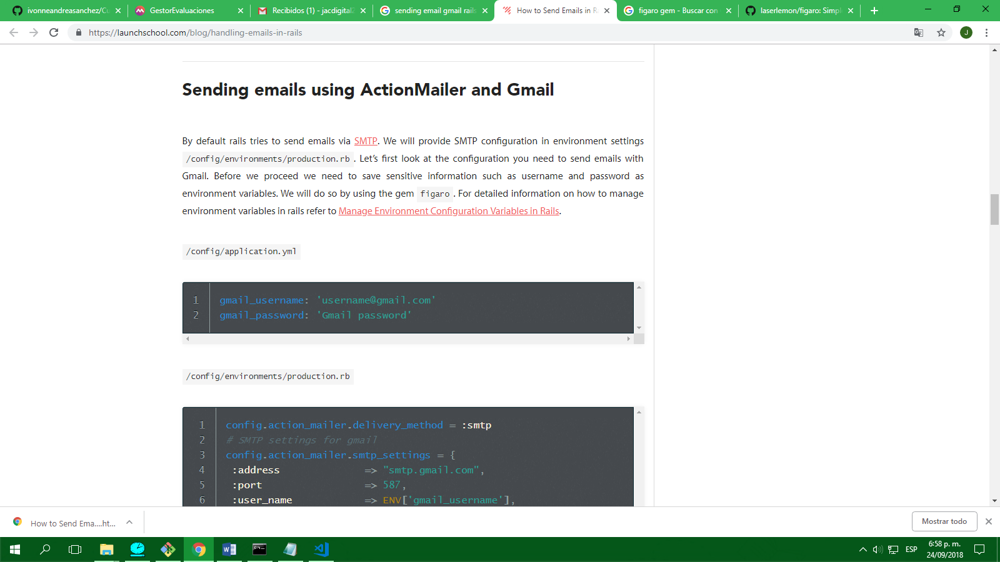 ivonneandreasanchez/Cu
GestorEvaluaciones
Recibidos (1) - jacdigital2
sending email gmail rails
How to Send Emails in Ra
figaro gem - Buscar con
laserlemon/figaro: Simpl
https://launchschool.com/blog/handling-emails-in-rails
J
Sending emails using ActionMailer and Gmail
By default rails tries to send emails via SMTP. We will provide SMTP configuration in environment settings
/config/environments/production.rb . Let’s first look at the configuration you need to send emails with
Gmail. Before we proceed we need to save sensitive information such as username and password as
environment variables. We will do so by using the gem figaro . For detailed information on how to manage
environment variables in rails refer to Manage Environment Configuration Variables in Rails.
/config/application.yml
1 gmail_username: 'username@gmail.com'
2 gmail_password: 'Gmail password'
/config/environments/production.rb
1 config.action_mailer.delivery_method = :smtp
2 # SMTP settings for gmail
3 config.action_mailer.smtp_settings = {
4 :address => "smtp.gmail.com",
5 :port => 587,
6 :user_name => ENV['gmail_username'],
How to Send Ema....ht...
Mostrar todo
ESP
6:58 p. m.
24/09/2018